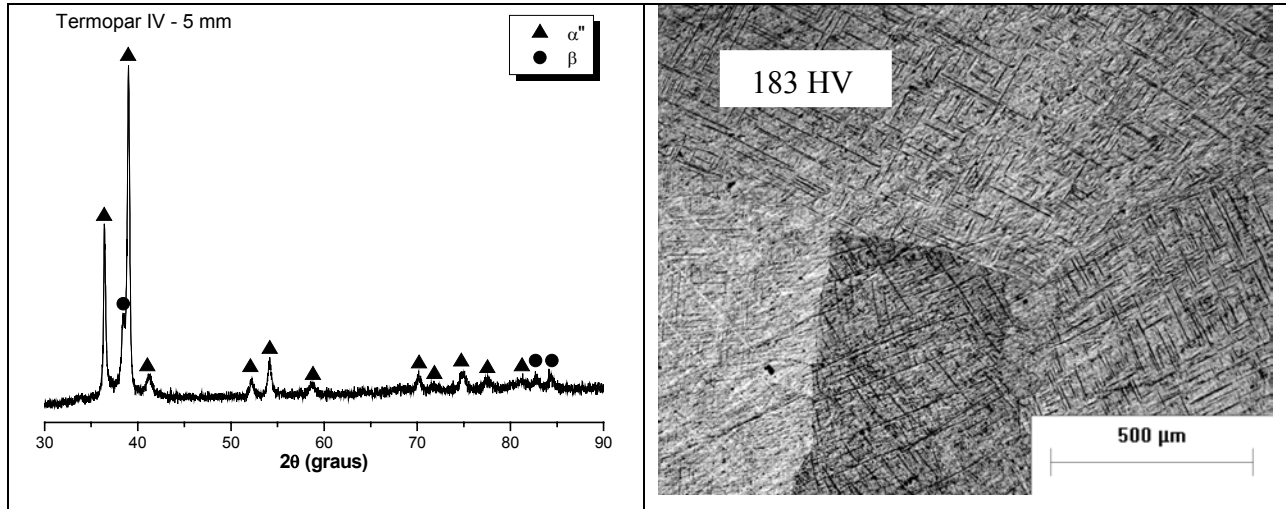 Termopar IV - 5 mm
α"
β
30 40 50 60 70 80 90
2θ (graus)
183 HV
500 µm